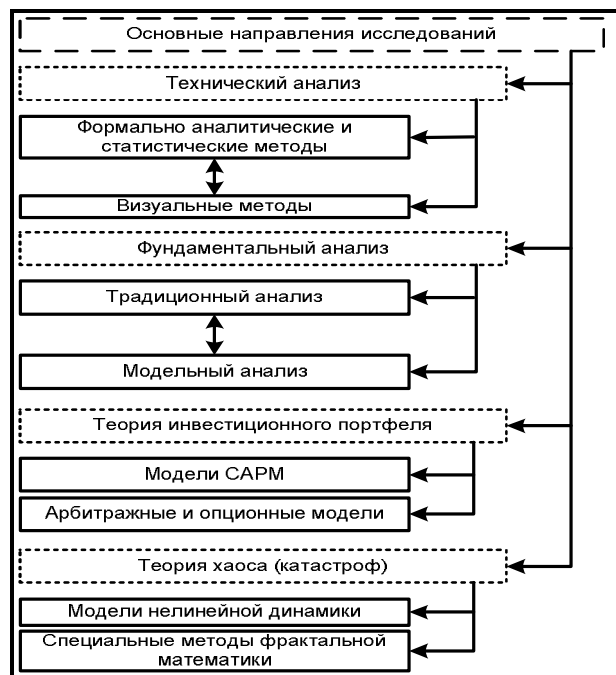 Основные направления исследований
Технический анализ
Формально аналитические и
статистические методы
Визуальные методы
Фундаментальный анализ
Традиционный анализ
Модельный анализ
Теория инвестиционного портфеля
Модели CAPM
Арбитражные и опционные модели
Теория хаоса (катастроф)
Модели нелинейной динамики
Специальные методы фрактальной
математики